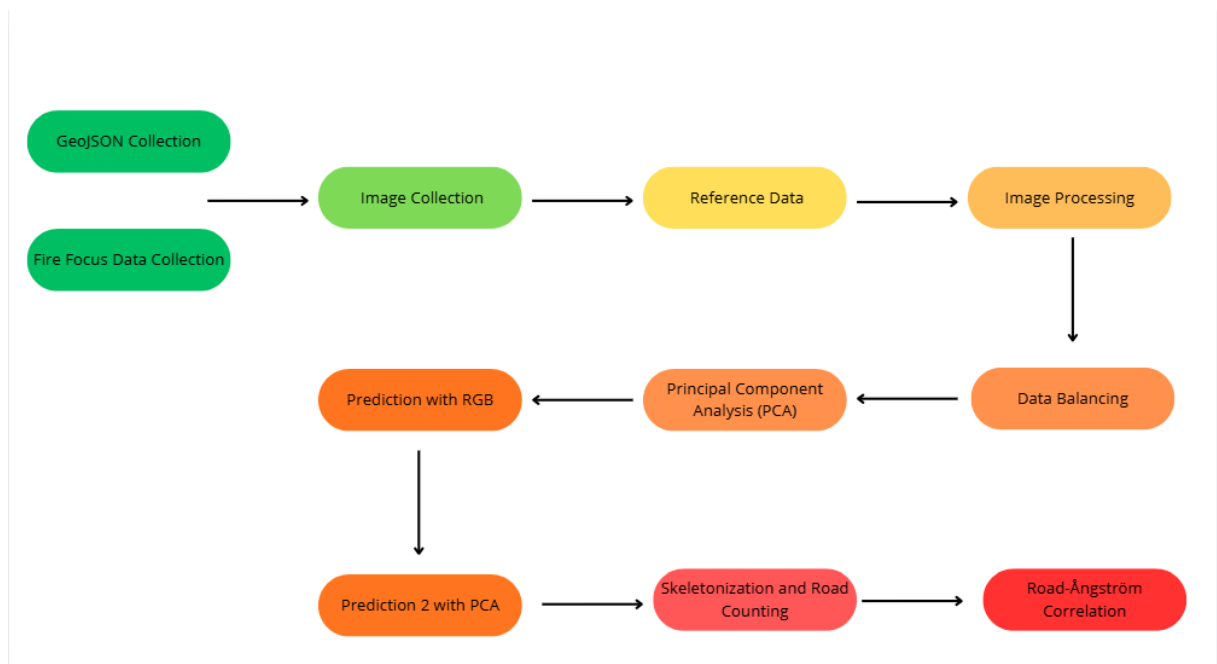 GeoJSON Collection
Fire Focus Data Collection
Image Collection
Reference Data
Image Processing
Data Balancing
Principal Component
Analysis (PCA)
Prediction with RGB
Prediction 2 with PCA
Skeletonization and Road
Counting
Road-Ångström
Correlation